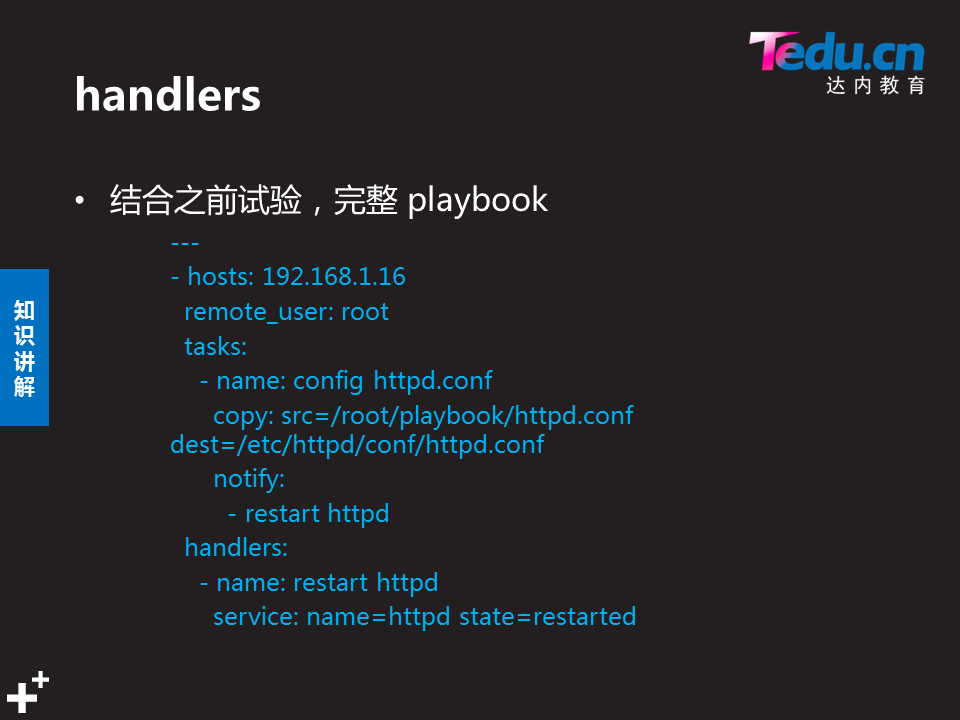 Tedu.cn
达内教育
handlers
• 结合之前试验，完整 playbook
---
- hosts: 192.168.1.16
remote_user: root
tasks:
- name: config httpd.conf
copy: src=/root/playbook/httpd.conf
dest=/etc/httpd/conf/httpd.conf
notify:
- restart httpd
handlers:
- name: restart httpd
service: name=httpd state=restarted
知
识
讲
解